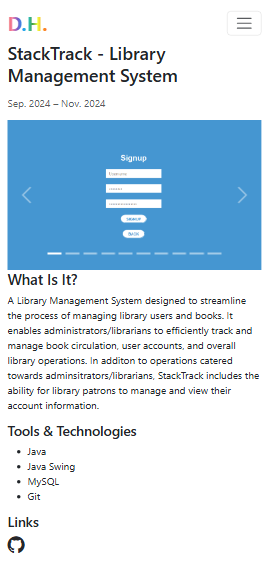 D.H.
StackTrack - Library
Management System
Sep. 2024 – Nov. 2024
Signup
Username
SIGNUP
BACK
What Is It?
A Library Management System designed to streamline
the process of managing library users and books. It
enables administrators/librarians to efficiently track and
manage book circulation, user accounts, and overall
library operations. In additon to operations catered
towards adminsitrators/librarians, StackTrack includes the
ability for library patrons to manage and view their
account information.
Tools & Technologies
Java
Java Swing
MySQL
Git
Links